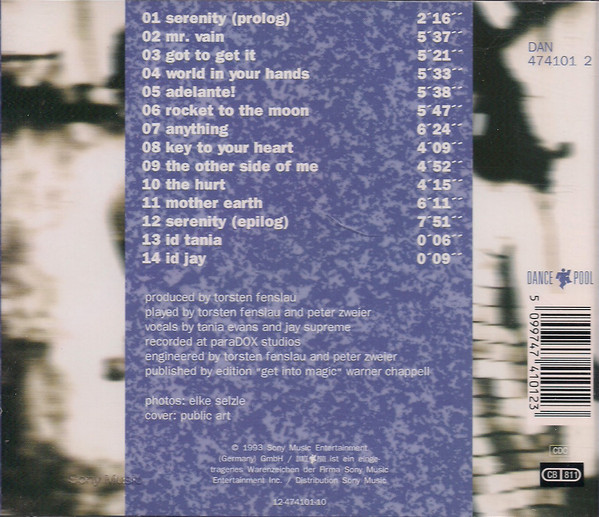 01 serenity (prolog) 2´16´´
02 mr. vain 5´37´´
03 got to get it 5´21´´
04 world in your hands 5´33´´
05 adelante! 5´38´´
06 rocket to the moon 5´47´´
07 anything 6´24´´
08 key to your heart 4´09´´
09 the other side of me 4´52´´
10 the hurt 4´15´´
11 mother earth 6´11´´
12 serenity (epilog) 7´51´´
13 id tania 0´06´´
14 id jay 0´09´´
produced by torsten fenslau
played by torsten fenslau and peter zweier
vocals by tania evans and jay supreme
recorded at paraDOX studios
engineered by torsten fenslau and peter zweier
published by edition "get into magic" warner chappell
photos: elke selzle
cover: public art
© 1993 Sony Music Entertainment
(Germany) GmbH / DANCE POOL ist ein einge-
tragenes Warenzeichen der Firma Sony Music
Entertainment Inc. / Distribution Sony Music
12-474101-10
DAN
474101 2
DANCE POOL
5 099747 410123
CDC
CB 811
Sony Music